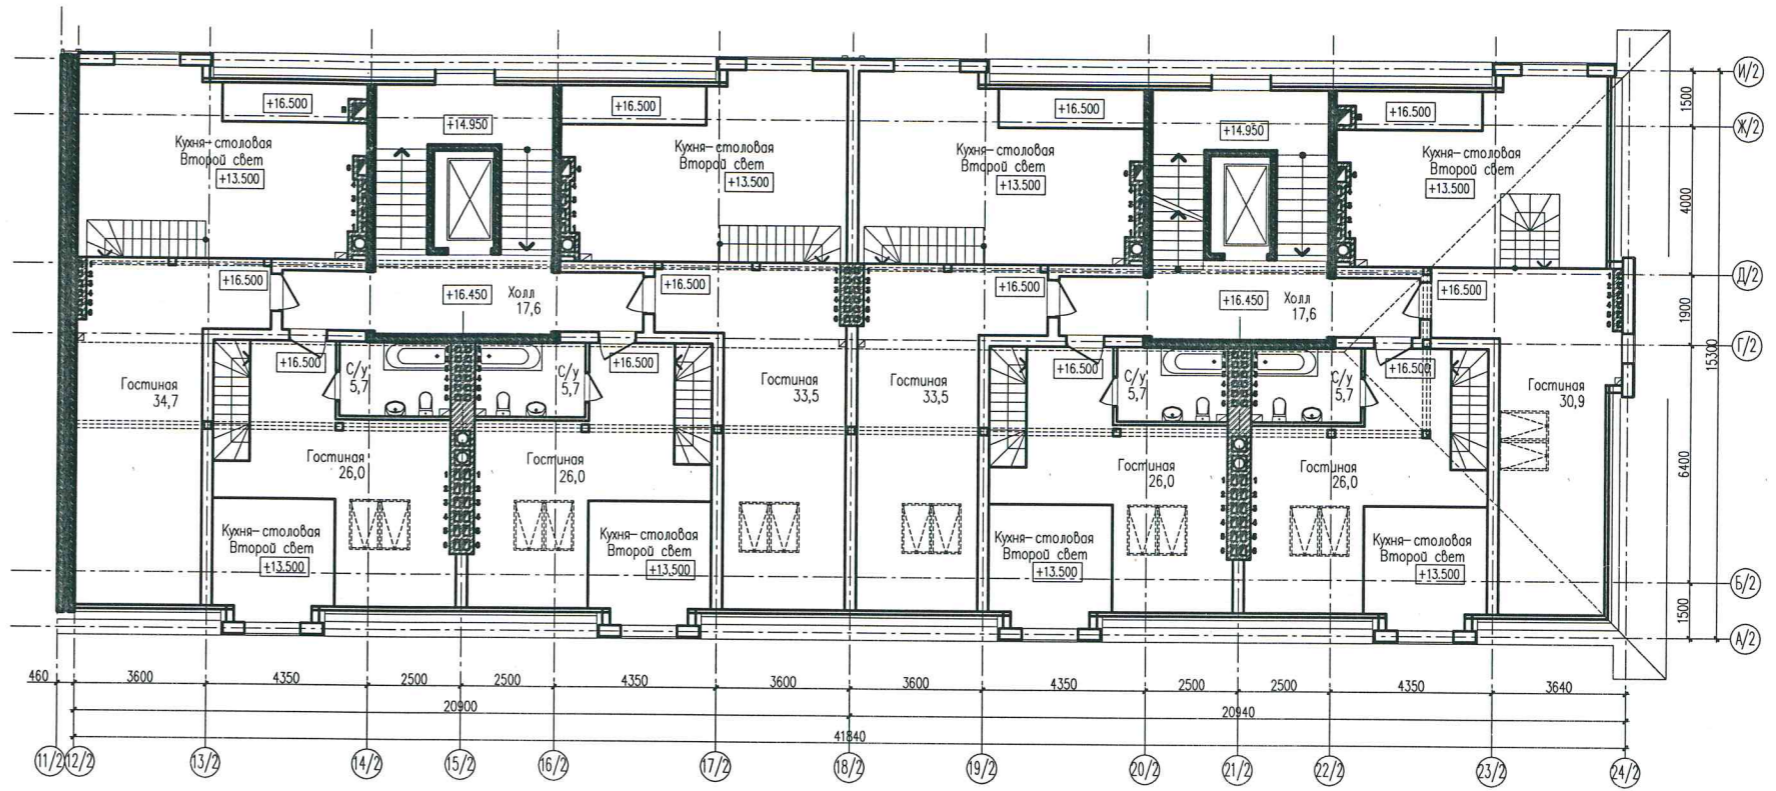 И/2
+16.500
+16.500
+16.500
+16.500
1500
+14.950
+14.950
Ж/2
Кухня-столовая
Второй свет
+13.500
Кухня-столовая
Второй свет
+13.500
Кухня-столовая
Второй свет
+13.500
Кухня-столовая
Второй свет
+13.500
4000
Д/2
+16.500
+16.450
Холл
17,6
+16.500
+16.500
+16.450
Холл
17,6
+16.500
1900
Г/2
15300
+16.500
С/у
5,7
С/у
5,7
+16.500
+16.500
С/у
5,7
С/у
5,7
+16.500
Гостиная
34,7
Гостиная
33,5
Гостиная
33,5
Гостиная
30,9
Гостиная
26,0
Гостиная
26,0
Гостиная
26,0
Гостиная
26,0
6400
Кухня-столовая
Второй свет
+13.500
Кухня-столовая
Второй свет
+13.500
Кухня-столовая
Второй свет
+13.500
Кухня-столовая
Второй свет
+13.500
Б/2
1500
А/2
460
3600
4350
2500
2500
4350
3600
3600
4350
2500
2500
4350
3640
20900
20940
41840
11/2
12/2
13/2
14/2
15/2
16/2
17/2
18/2
19/2
20/2
21/2
22/2
23/2
24/2